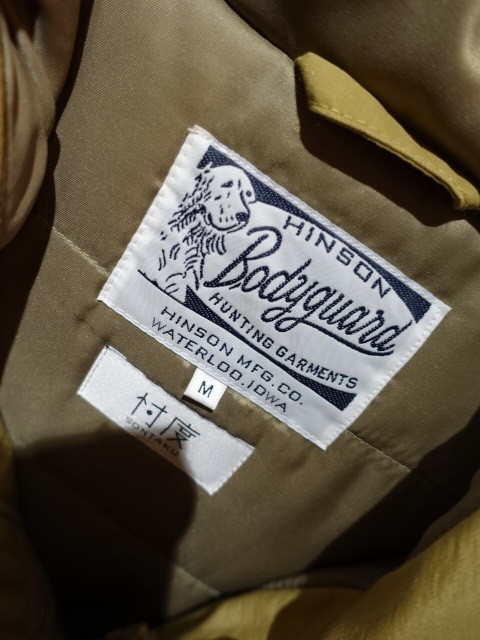 HINSON
Bodyguard
HUNTING GARMENTS
HINSON MFG.CO.
WATERLOO.IOWA
M
忖度
SONTAKU